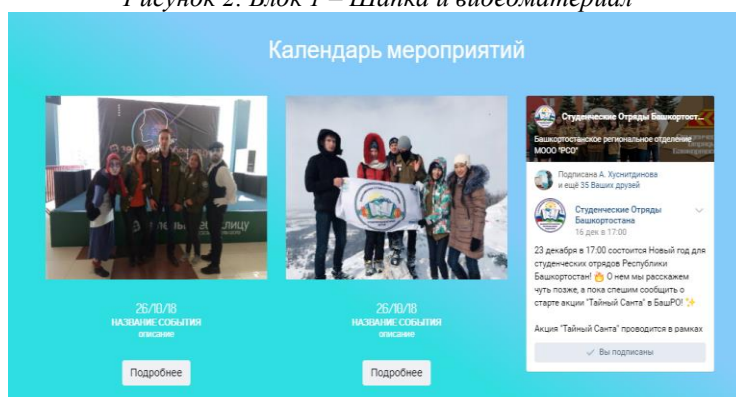 Рисунок 2. Блок 1 – Шапка и видеоматериал
Календарь мероприятий
26/10/18
НАЗВАНИЕ СОБЫТИЯ
описание
Подробнее
26/10/18
НАЗВАНИЕ СОБЫТИЯ
описание
Подробнее
Студенческие Отряды Башкортост...
Башкортостанское региональное отделение
МООО "РСО"
Подписана А. Хуснитдинова
и ещё 35 Ваших друзей
Студенческие Отряды
Башкортостана
16 дек в 17:00
23 декабря в 17:00 состоится Новый год для
студенческих отрядов Республики
Башкортостан! 🔥 О нем мы расскажем
чуть позже, а пока спешим сообщить о
старте акции "Тайный Санта" в БашРО! ✨
Акция "Тайный Санта" проводится в рамках
✓ Вы подписаны